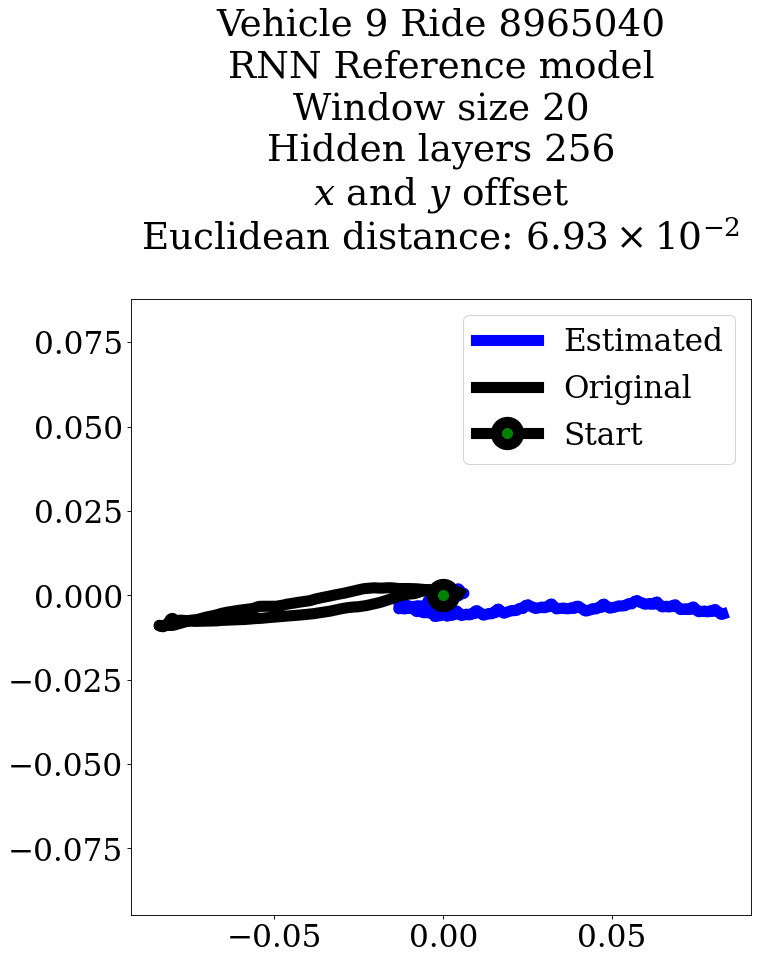 Vehicle 9 Ride 8965040
RNN Reference model
Window size 20
Hidden layers 256
x and y offset
Euclidean distance: 6.93 × 10⁻²
Estimated
Original
Start
0.075
0.050
0.025
0.000
−0.025
−0.050
−0.075
−0.05 0.00 0.05